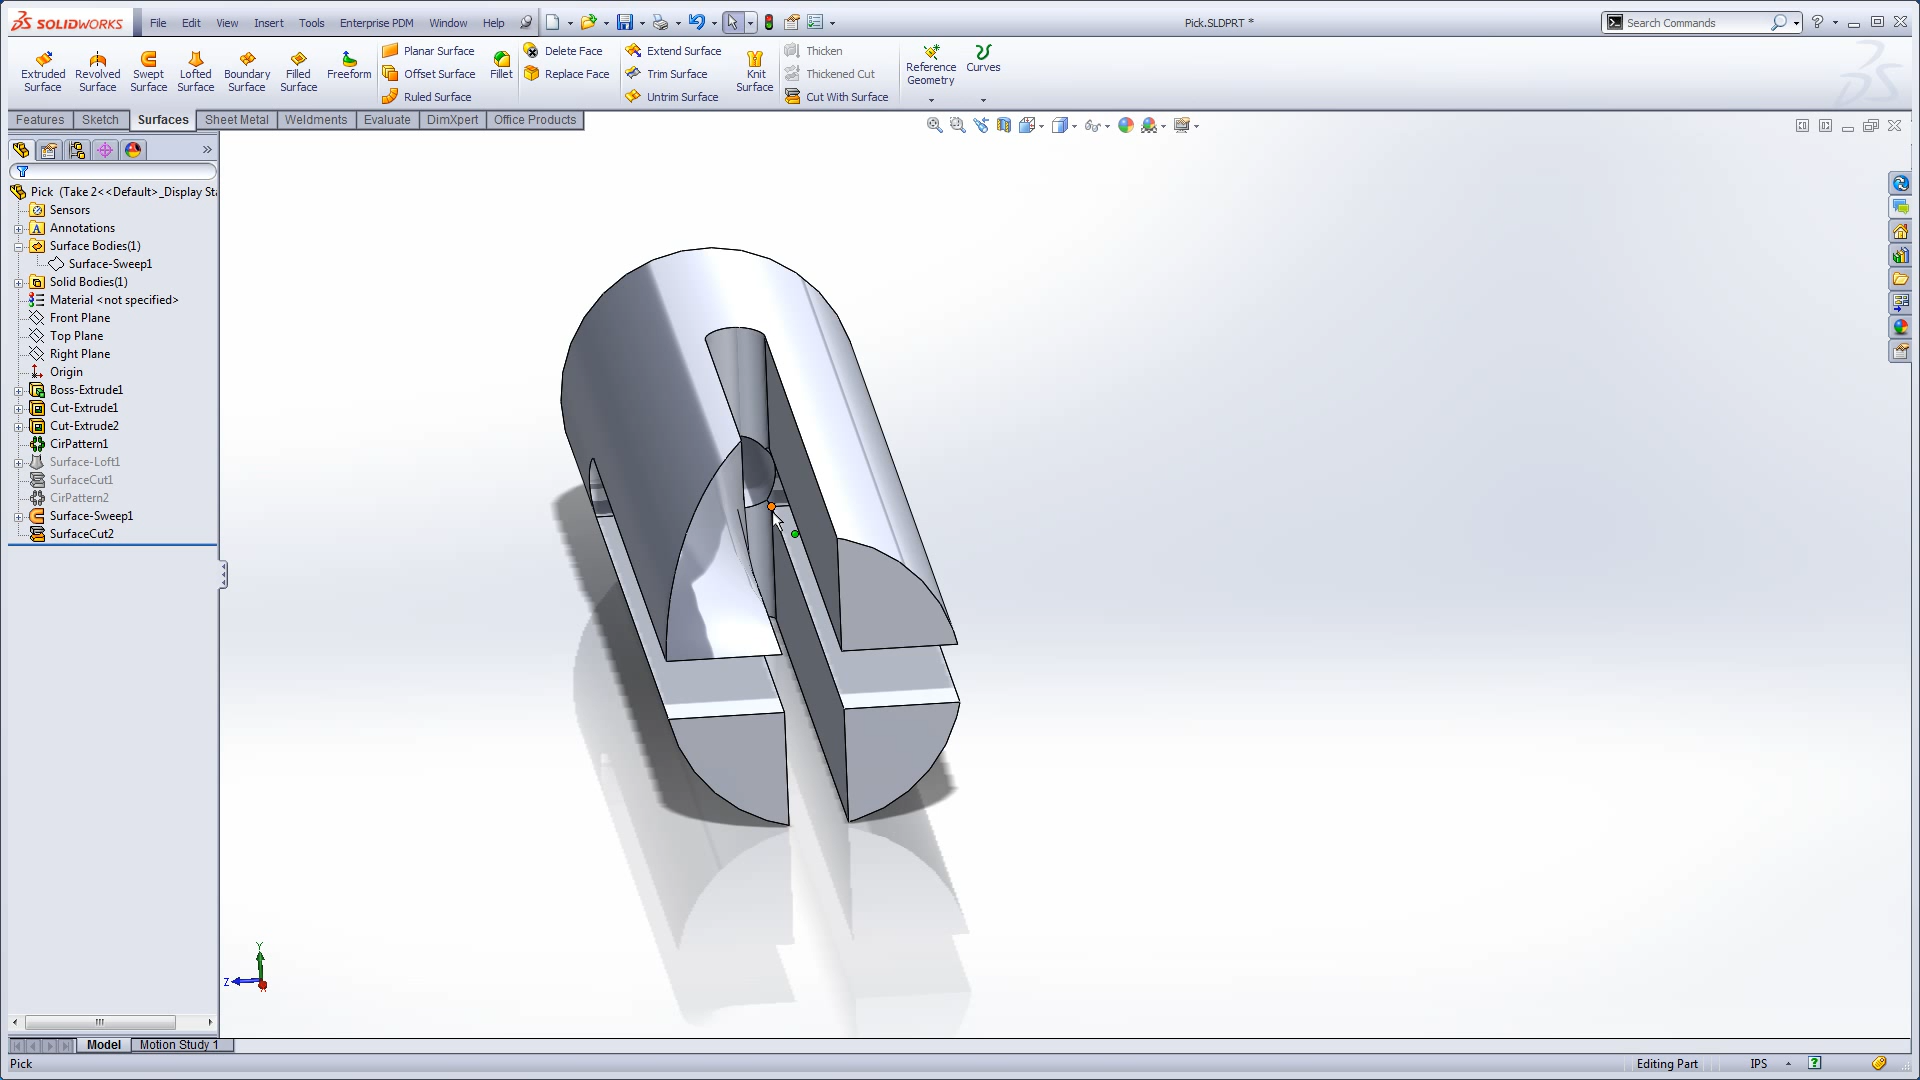 SOLIDWORKS File Edit View Insert Tools Enterprise PDM Window Help Pick.SLDPRT * Search Commands
Extruded Surface
Revolved Surface
Swept Surface
Lofted Surface
Boundary Surface
Filled Surface
Freeform
Planar Surface
Offset Surface
Ruled Surface
Fillet
Delete Face
Replace Face
Extend Surface
Trim Surface
Untrim Surface
Knit Surface
Thicken
Thickened Cut
Cut With Surface
Reference Geometry
Curves
Features Sketch Surfaces Sheet Metal Weldments Evaluate DimXpert Office Products
Pick (Take 2<<Default>_Display Sta
Sensors
Annotations
Surface Bodies(1)
Surface-Sweep1
Solid Bodies(1)
Material <not specified>
Front Plane
Top Plane
Right Plane
Origin
Boss-Extrude1
Cut-Extrude1
Cut-Extrude2
CirPattern1
Surface-Loft1
SurfaceCut1
CirPattern2
Surface-Sweep1
SurfaceCut2
Y
Z
Model Motion Study 1
Pick Editing Part IPS